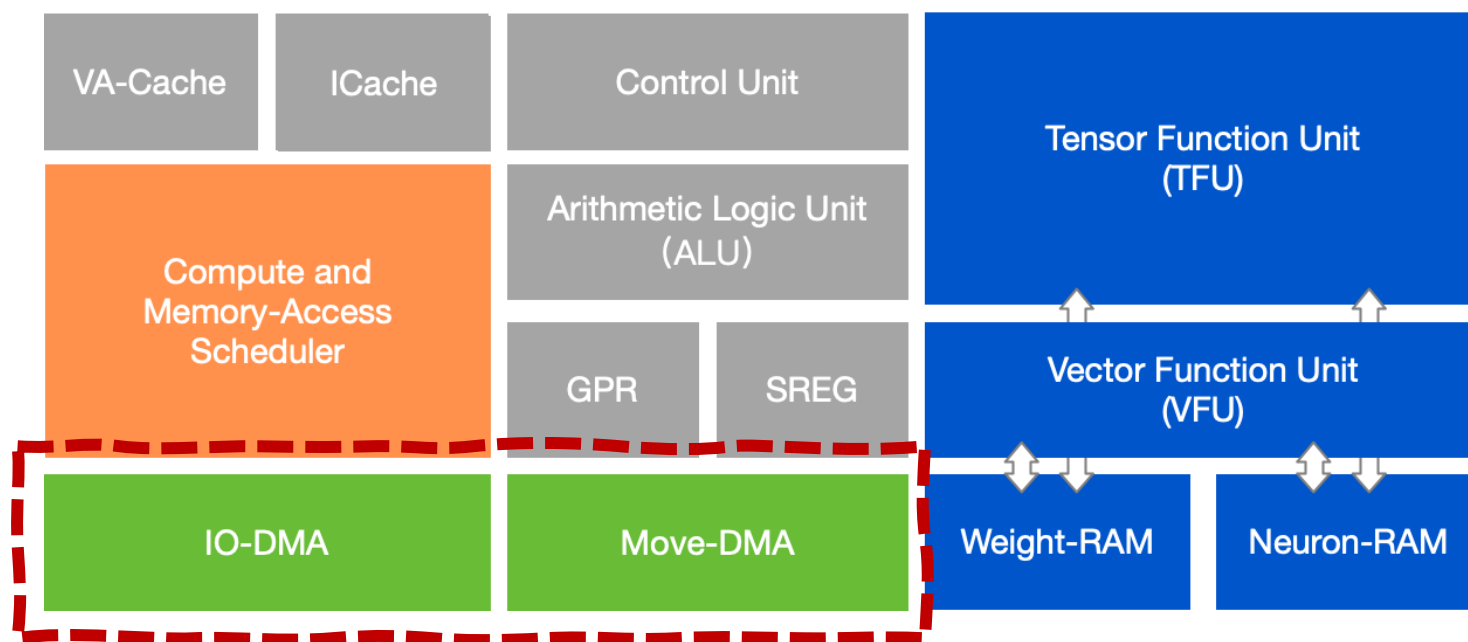 VA-Cache
ICache
Control Unit
Tensor Function Unit
(TFU)
Arithmetic Logic Unit
(ALU)
Compute and
Memory-Access
Scheduler
GPR
SREG
Vector Function Unit
(VFU)
IO-DMA
Move-DMA
Weight-RAM
Neuron-RAM